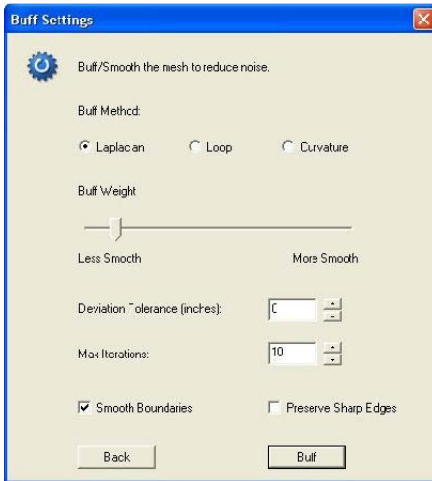 Buff Settings
Buff/Smooth the mesh to reduce noise.
Buff Method:
Laplacian Loop Curvature
Buff Weight
Less Smooth More Smooth
Deviation Tolerance (inches): 0
Max Iterations: 10
Smooth Boundaries Preserve Sharp Edges
Back Buff